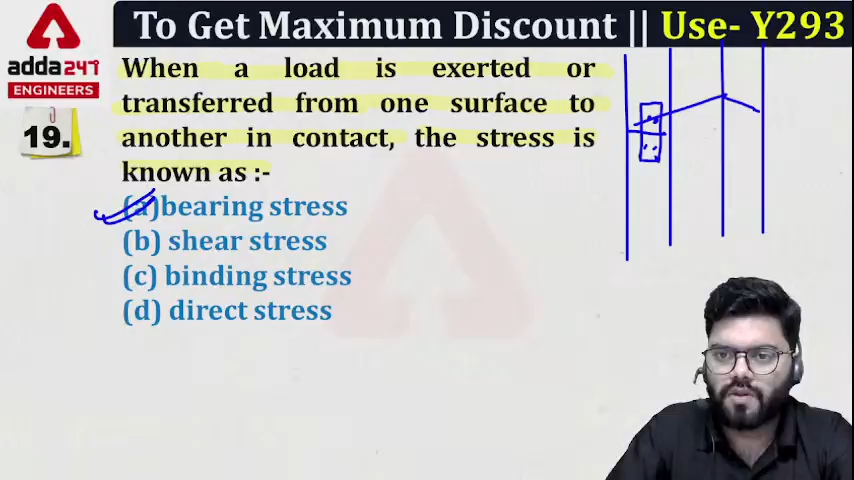 To Get Maximum Discount || Use- Y293
adda247
ENGINEERS
19.
When a load is exerted or
transferred from one surface to
another in contact, the stress is
known as :-
(a)bearing stress
(b) shear stress
(c) binding stress
(d) direct stress